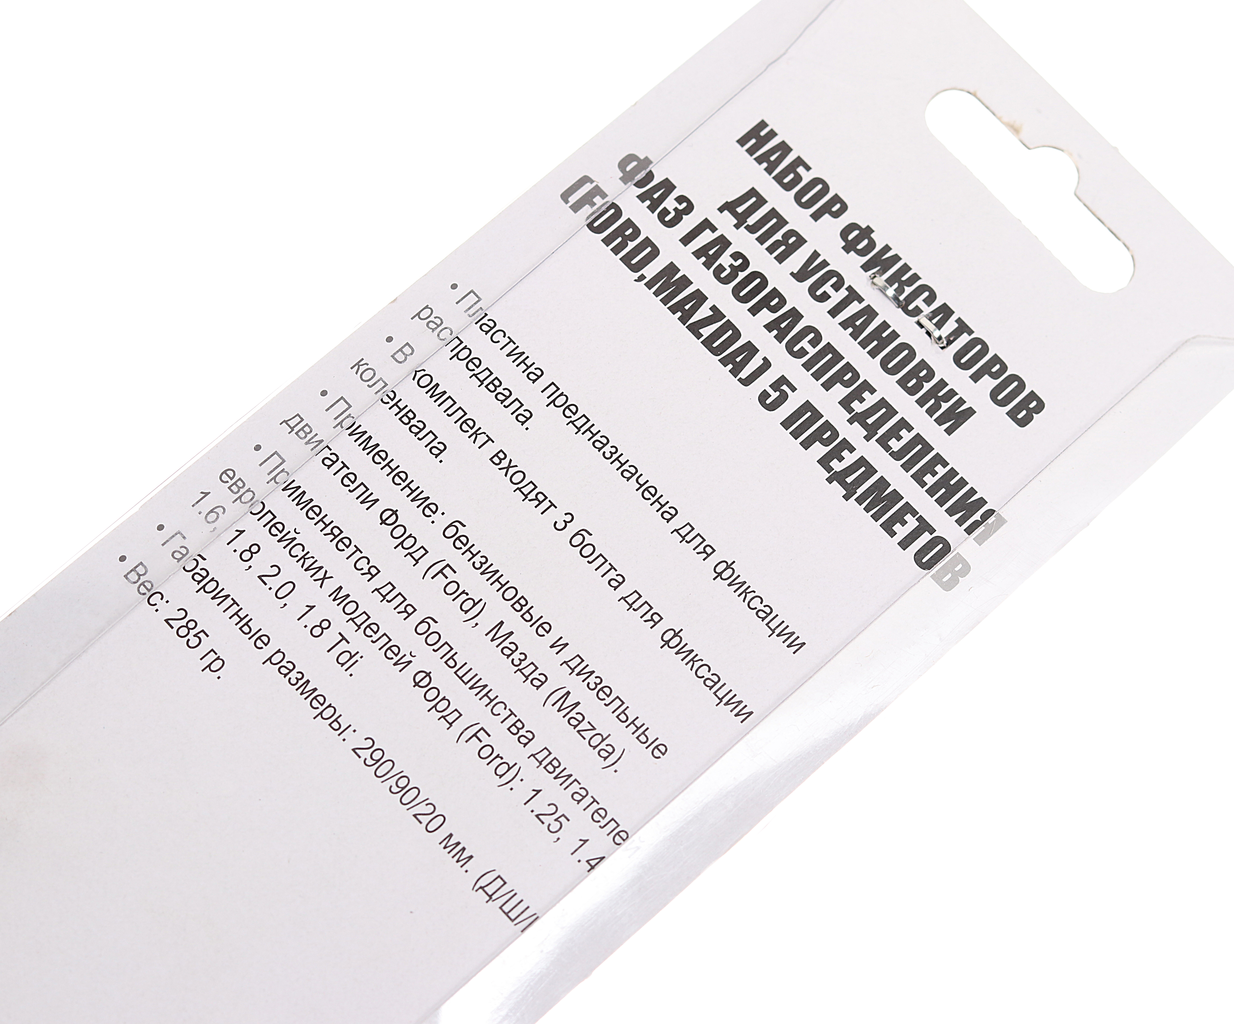 НАБОР ФИКСАТОРОВ
ДЛЯ УСТАНОВКИ
ФАЗ ГАЗОРАСПРЕДЕЛЕНИЯ
(FORD,MAZDA) 5 ПРЕДМЕТОВ
• Пластина предназначена для фиксации
распредвала.
• В комплект входят 3 болта для фиксации
коленвала.
• Применение: бензиновые и дизельные
двигатели Форд (Ford), Мазда (Mazda).
• Применяется для большинства двигателе
европейских моделей Форд (Ford): 1.25, 1.4
1.6, 1.8, 2.0, 1.8 Tdi.
• Габаритные размеры: 290/90/20 мм. (Д/Ш/
• Вес: 285 гр.